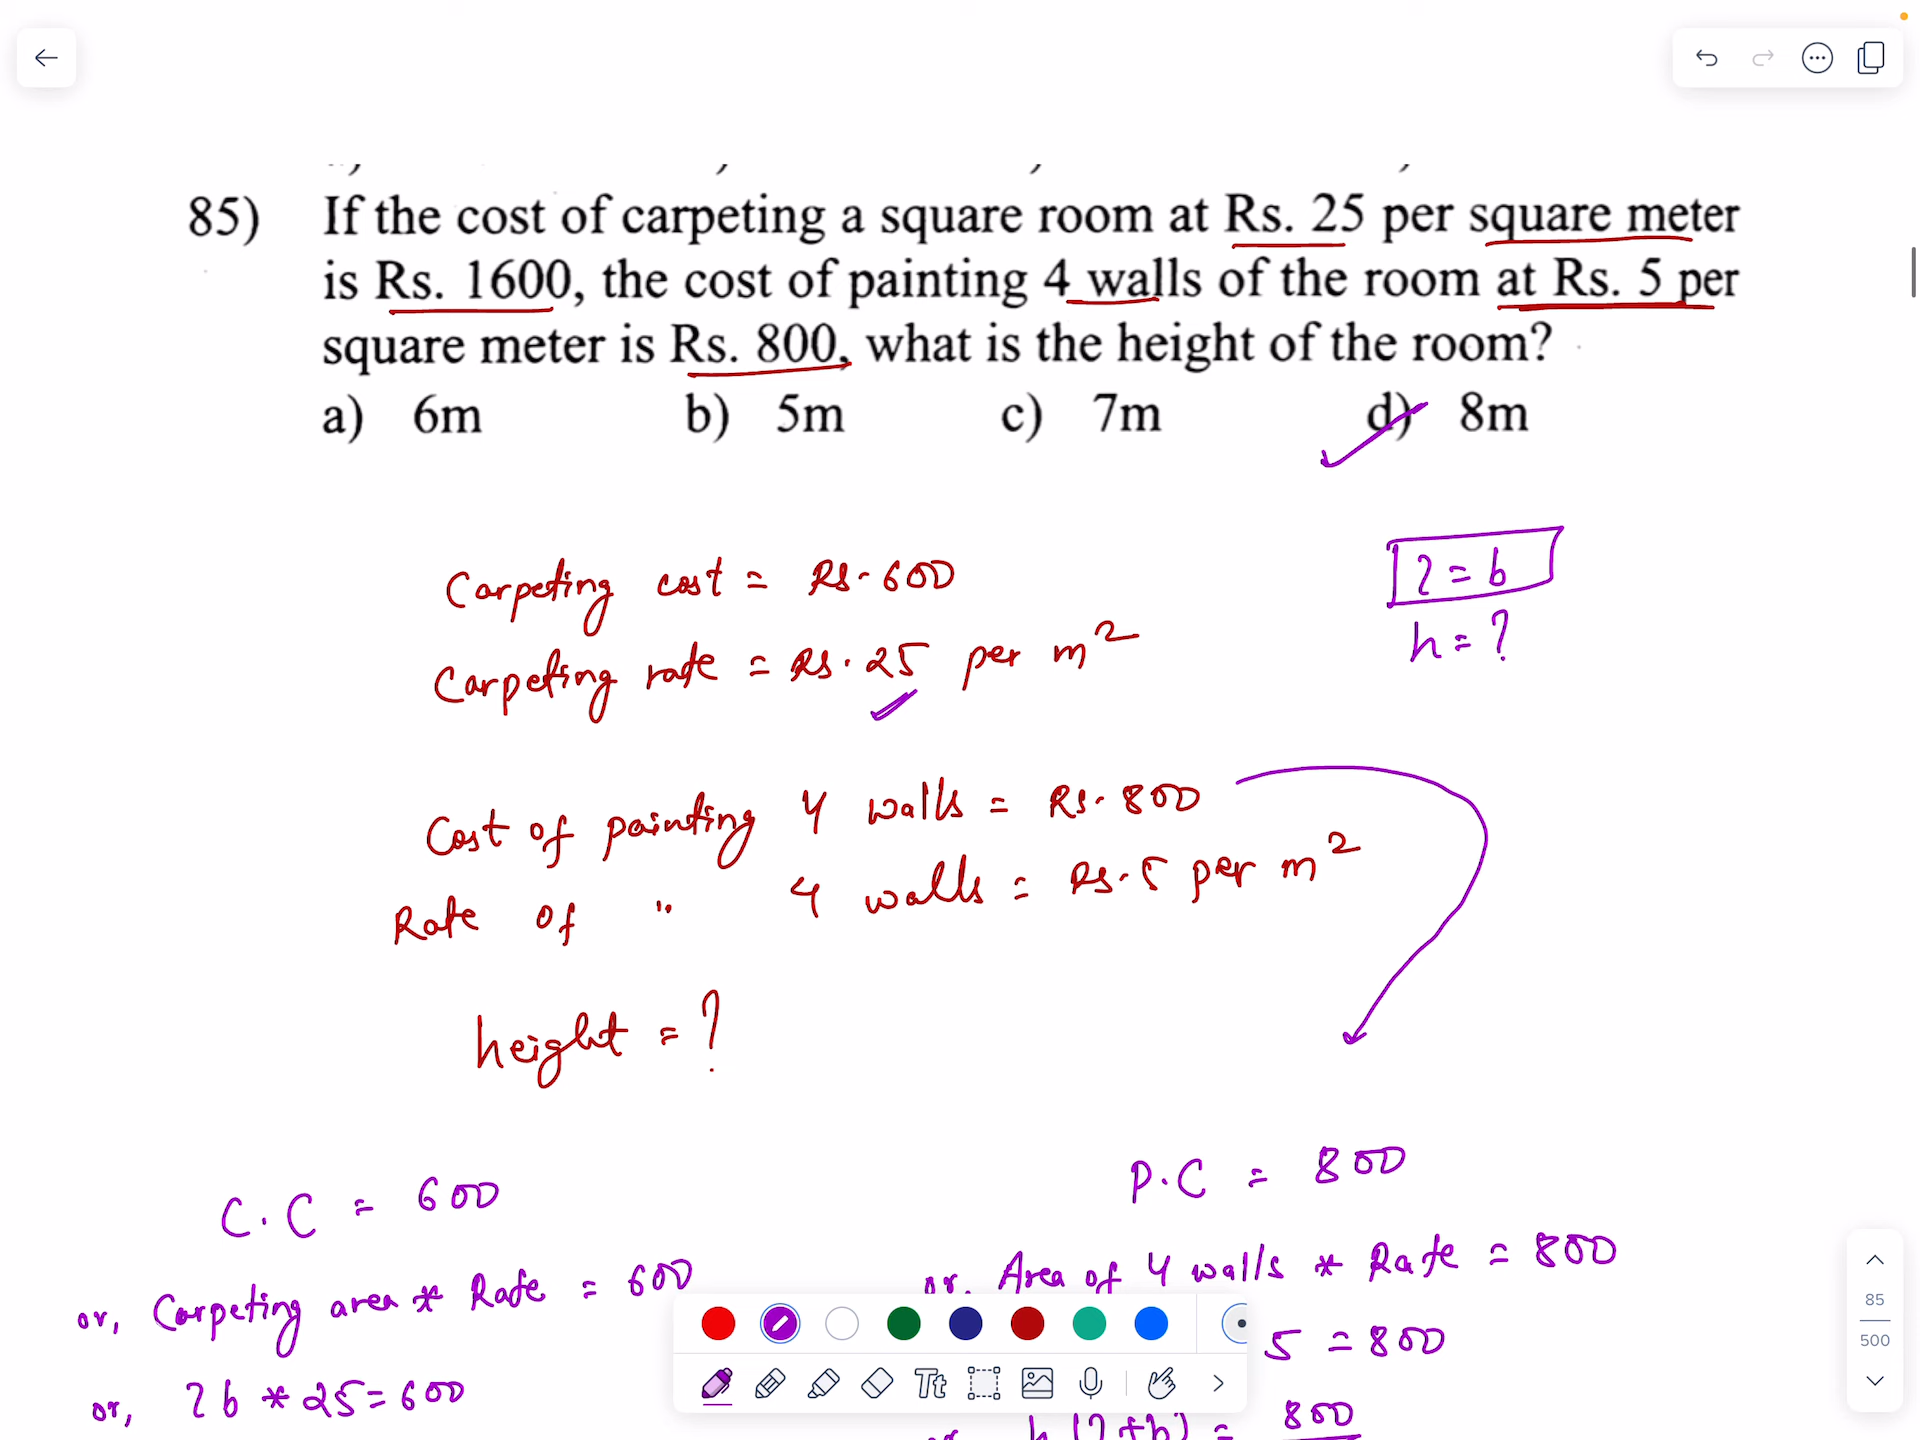 85) If the cost of carpeting a square room at Rs. 25 per square meter
is Rs. 1600, the cost of painting 4 walls of the room at Rs. 5 per
square meter is Rs. 800, what is the height of the room?
a) 6m b) 5m c) 7m d) 8m
l = b
h = ?
Carpeting cost = Rs. 600
Carpeting rate = Rs. 25 per m²
Cost of painting 4 walls = Rs. 800
Rate of " 4 walls = Rs. 5 per m²
height = ?
C.C = 600
or, Carpeting area * Rate = 600
or, lb * 25 = 600
P.C = 800
or, Area of 4 walls * Rate = 800
5 = 800
h (l+b) = 800
Tt
85
500